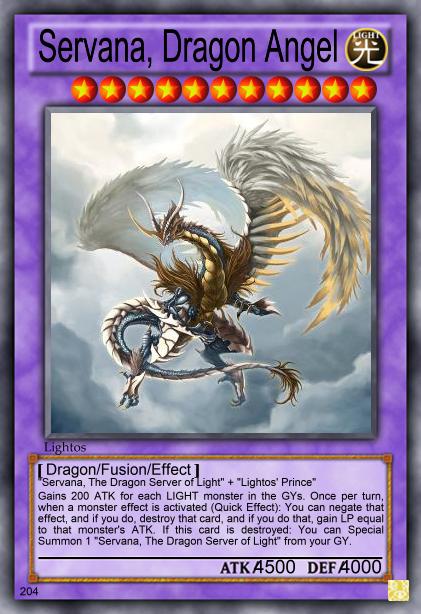 Servana, Dragon Angel
LIGHT
光
Lightos
[ Dragon/Fusion/Effect ]
"Servana, The Dragon Server of Light" + "Lightos' Prince"
Gains 200 ATK for each LIGHT monster in the GYs. Once per turn,
when a monster effect is activated (Quick Effect): You can negate that
effect, and if you do, destroy that card, and if you do that, gain LP equal
to that monster's ATK. If this card is destroyed: You can Special
Summon 1 "Servana, The Dragon Server of Light" from your GY.
ATK 4500 DEF 4000
204